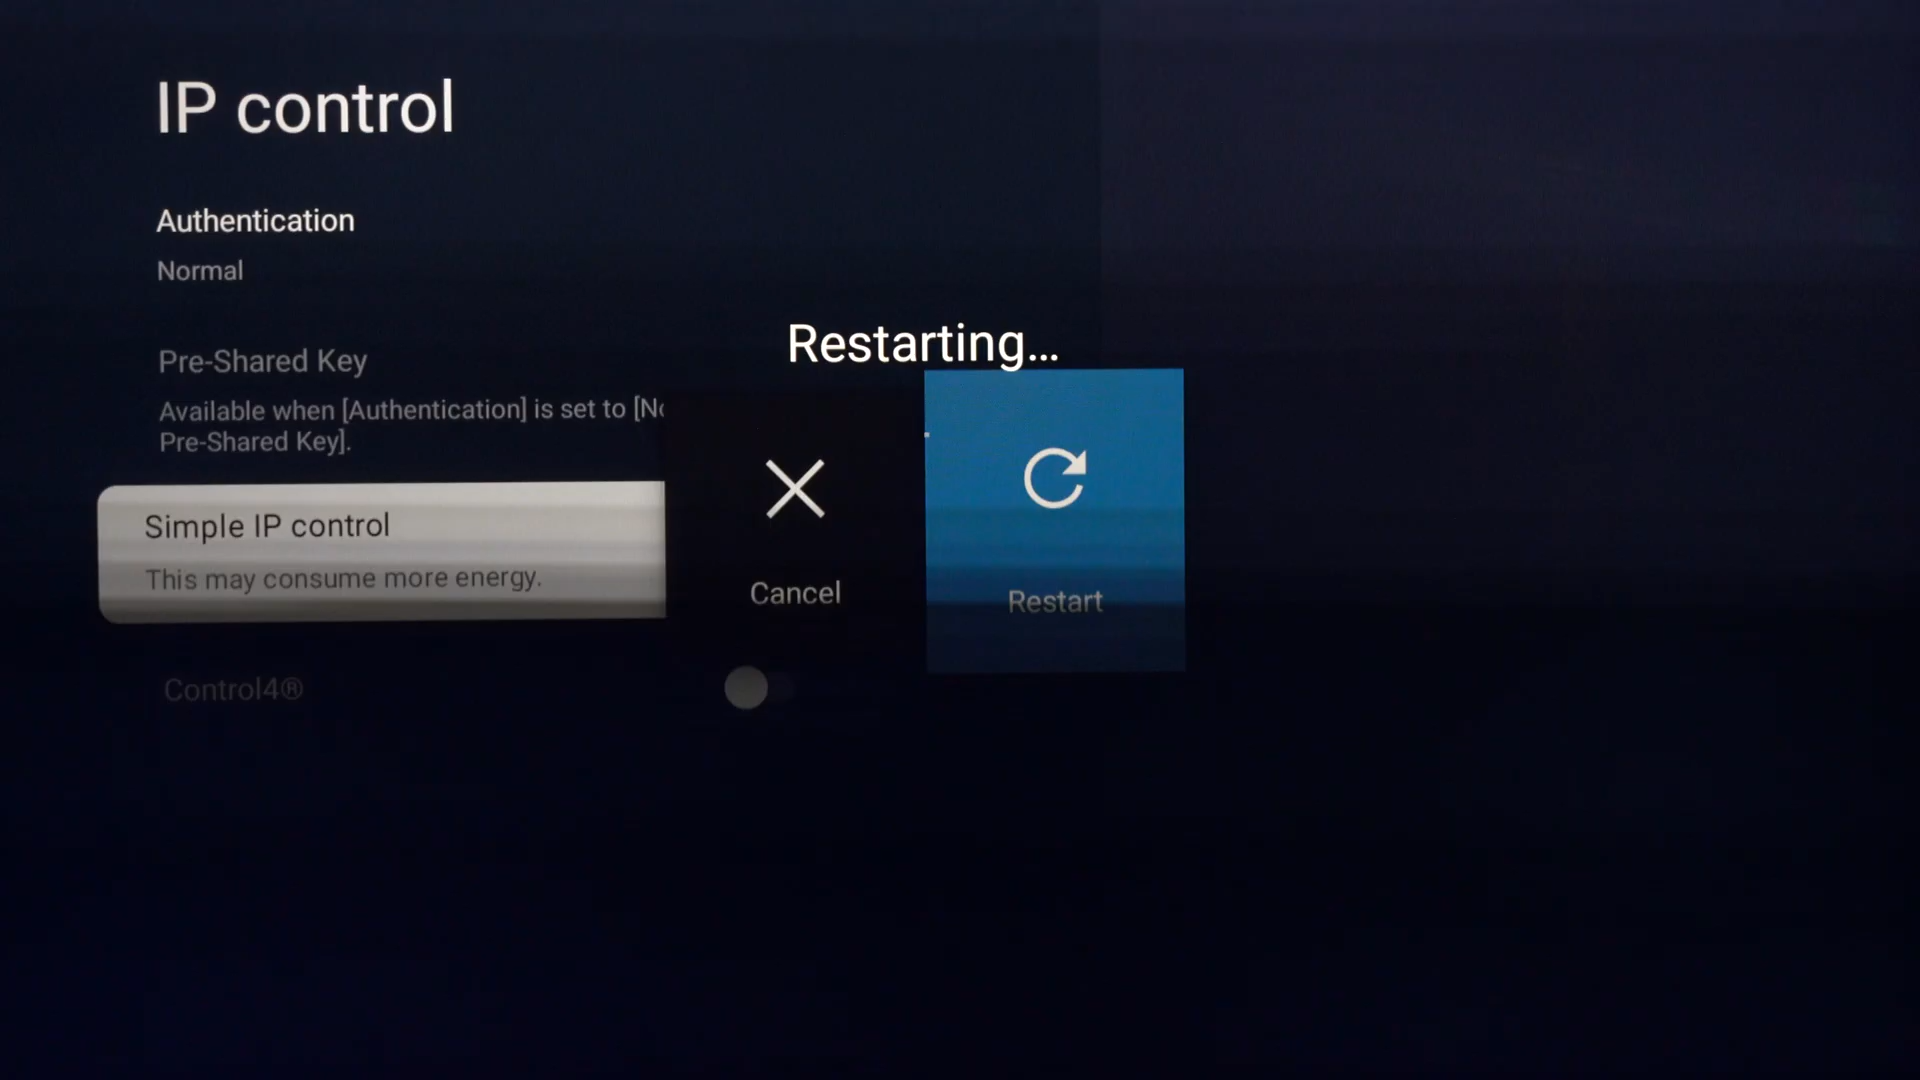 IP control
Authentication
Normal
Restarting...
Pre-Shared Key
Available when [Authentication] is set to [
Pre-Shared Key].
Simple IP control
This may consume more energy.
Cancel
Restart
Control4®